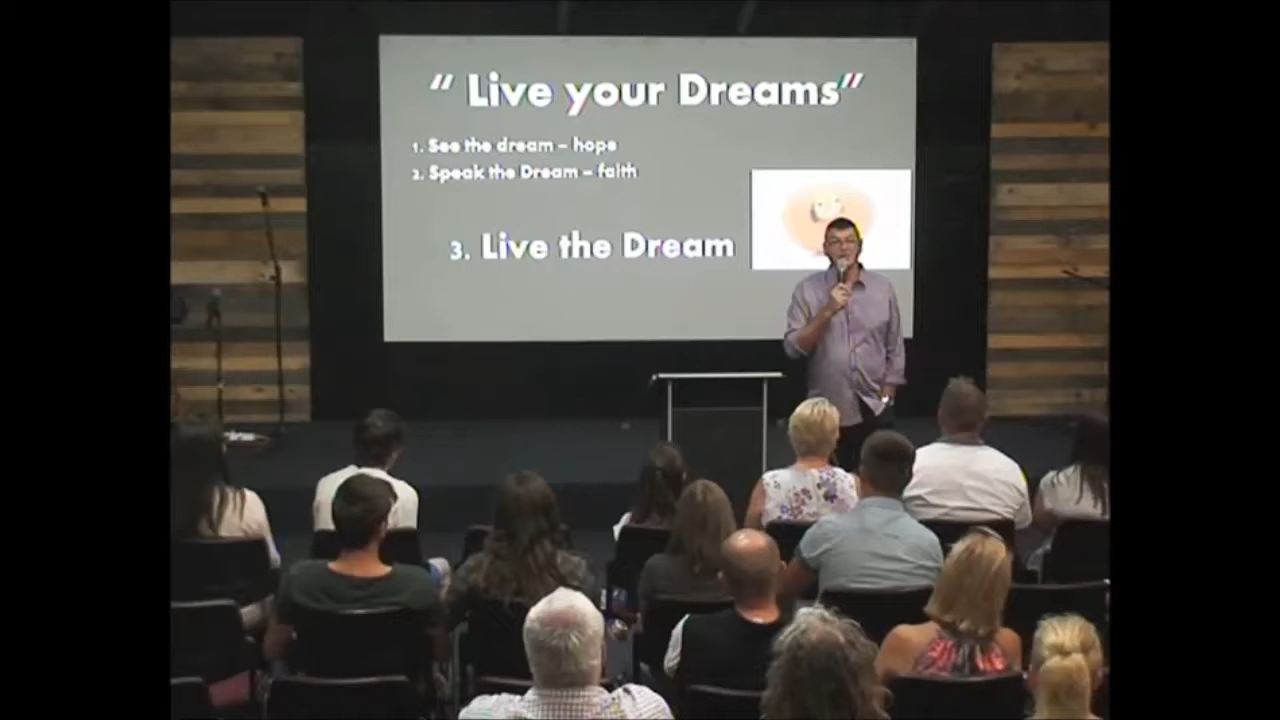 “ Live your Dreams”
1. See the dream – hope
2. Speak the Dream – faith
3. Live the Dream